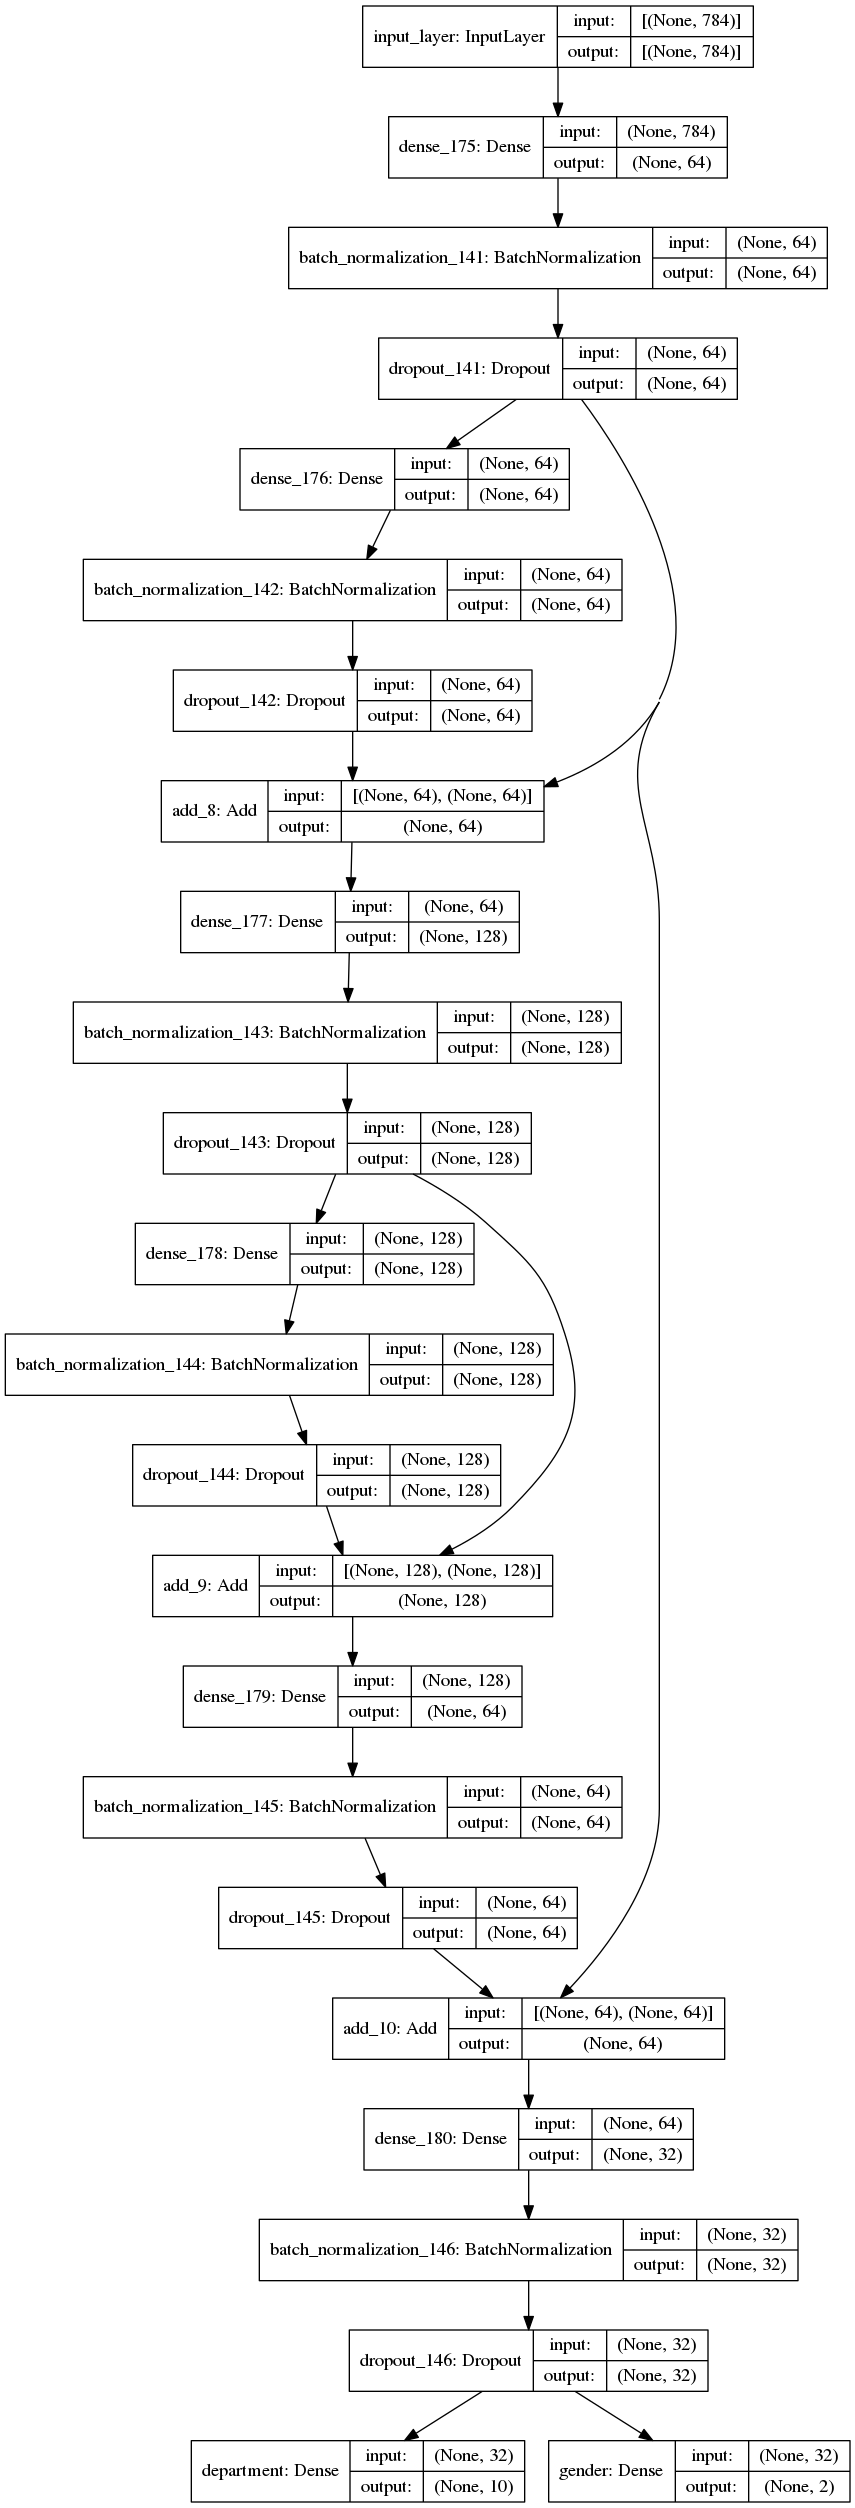 input_layer: InputLayer
input:
[(None, 784)]
output:
[(None, 784)]
dense_175: Dense
input:
(None, 784)
output:
(None, 64)
batch_normalization_141: BatchNormalization
input:
(None, 64)
output:
(None, 64)
dropout_141: Dropout
input:
(None, 64)
output:
(None, 64)
dense_176: Dense
input:
(None, 64)
output:
(None, 64)
batch_normalization_142: BatchNormalization
input:
(None, 64)
output:
(None, 64)
dropout_142: Dropout
input:
(None, 64)
output:
(None, 64)
add_8: Add
input:
[(None, 64), (None, 64)]
output:
(None, 64)
dense_177: Dense
input:
(None, 64)
output:
(None, 128)
batch_normalization_143: BatchNormalization
input:
(None, 128)
output:
(None, 128)
dropout_143: Dropout
input:
(None, 128)
output:
(None, 128)
dense_178: Dense
input:
(None, 128)
output:
(None, 128)
batch_normalization_144: BatchNormalization
input:
(None, 128)
output:
(None, 128)
dropout_144: Dropout
input:
(None, 128)
output:
(None, 128)
add_9: Add
input:
[(None, 128), (None, 128)]
output:
(None, 128)
dense_179: Dense
input:
(None, 128)
output:
(None, 64)
batch_normalization_145: BatchNormalization
input:
(None, 64)
output:
(None, 64)
dropout_145: Dropout
input:
(None, 64)
output:
(None, 64)
add_10: Add
input:
[(None, 64), (None, 64)]
output:
(None, 64)
dense_180: Dense
input:
(None, 64)
output:
(None, 32)
batch_normalization_146: BatchNormalization
input:
(None, 32)
output:
(None, 32)
dropout_146: Dropout
input:
(None, 32)
output:
(None, 32)
department: Dense
input:
(None, 32)
output:
(None, 10)
gender: Dense
input:
(None, 32)
output:
(None, 2)